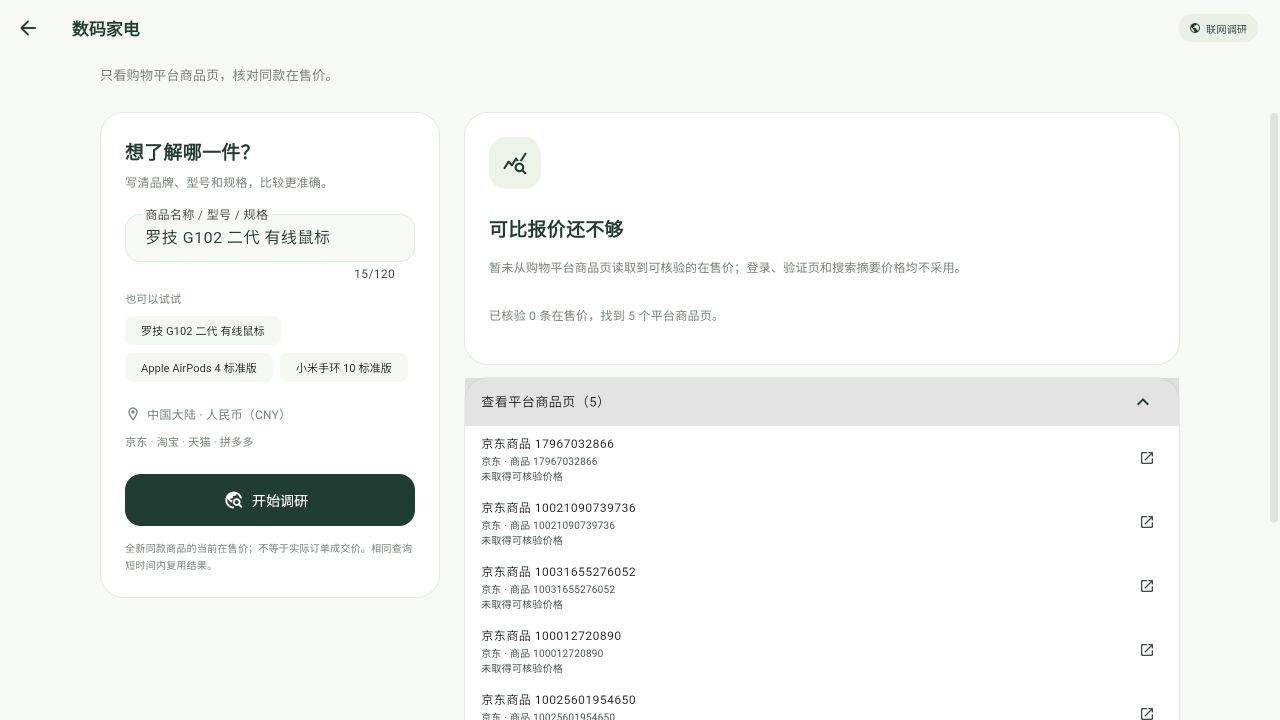 数码家电
联网调研
只看购物平台商品页，核对同款在售价。
想了解哪一件？
写清品牌、型号和规格，比较更准确。
商品名称 / 型号 / 规格
罗技 G102 二代 有线鼠标
15/120
也可以试试
罗技 G102 二代 有线鼠标
Apple AirPods 4 标准版
小米手环 10 标准版
中国大陆 · 人民币（CNY）
京东 · 淘宝 · 天猫 · 拼多多
开始调研
全新同款商品的当前在售价；不等于实际订单成交价。相同查询
短时间内复用结果。
可比报价还不够
暂未从购物平台商品页读取到可核验的在售价；登录、验证页和搜索摘要价格均不采用。
已核验 0 条在售价，找到 5 个平台商品页。
查看平台商品页（5）
京东商品 17967032866
京东 · 商品 17967032866
未取得可核验价格
京东商品 10021090739736
京东 · 商品 10021090739736
未取得可核验价格
京东商品 10031655276052
京东 · 商品 10031655276052
未取得可核验价格
京东商品 100012720890
京东 · 商品 100012720890
未取得可核验价格
京东商品 10025601954650
京东 · 商品 10025601954650